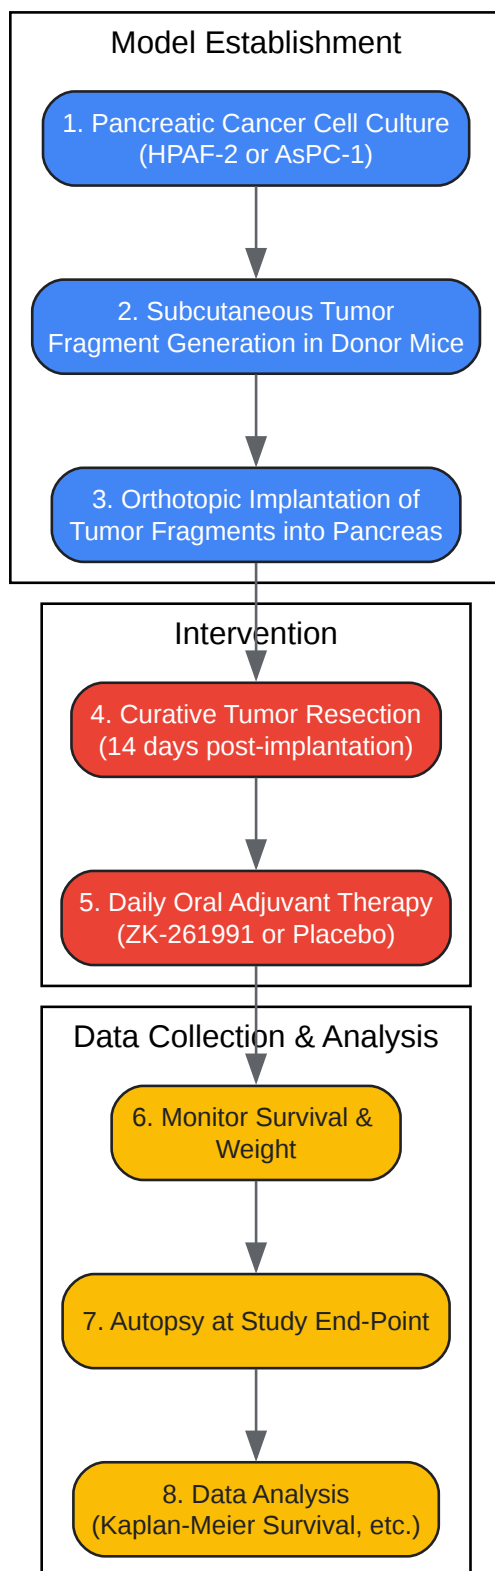 Model Establishment
1. Pancreatic Cancer Cell Culture
(HPAF-2 or AsPC-1)
2. Subcutaneous Tumor
Fragment Generation in Donor Mice
3. Orthotopic Implantation of
Tumor Fragments into Pancreas
Intervention
4. Curative Tumor Resection
(14 days post-implantation)
5. Daily Oral Adjuvant Therapy
(ZK-261991 or Placebo)
Data Collection & Analysis
6. Monitor Survival &
Weight
7. Autopsy at Study End-Point
8. Data Analysis
(Kaplan-Meier Survival, etc.)